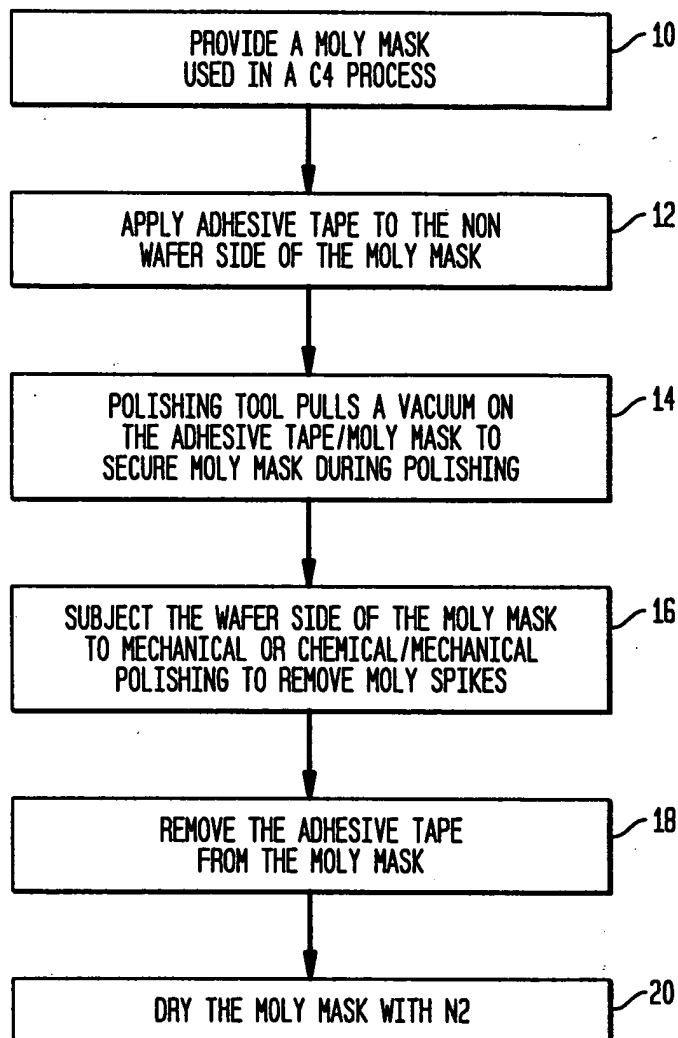 PROVIDE A MOLY MASK
USED IN A C4 PROCESS
10
APPLY ADHESIVE TAPE TO THE NON
WAFER SIDE OF THE MOLY MASK
12
POLISHING TOOL PULLS A VACUUM ON
THE ADHESIVE TAPE/MOLY MASK TO
SECURE MOLY MASK DURING POLISHING
14
SUBJECT THE WAFER SIDE OF THE MOLY MASK
TO MECHANICAL OR CHEMICAL/MECHANICAL
POLISHING TO REMOVE MOLY SPIKES
16
REMOVE THE ADHESIVE TAPE
FROM THE MOLY MASK
18
DRY THE MOLY MASK WITH N2
20